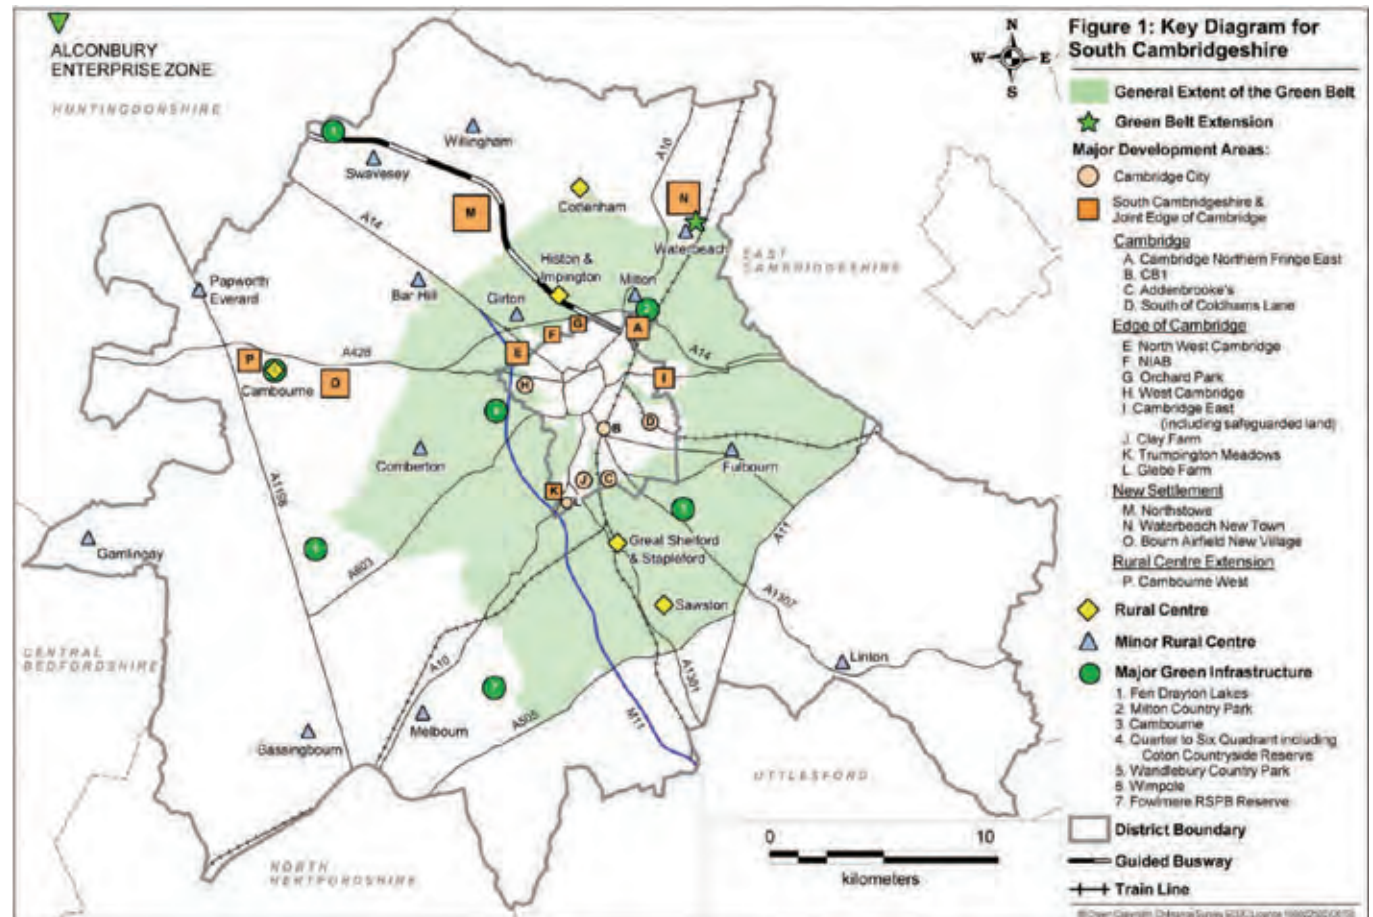 ALCONBURY
ENTERPRISE ZONE
HUNTINGDONSHIRE
N
W E
S
Willingham
Swavesey
A14
M
Cottenham
A10
N
Waterbeach
EAST
CAMBRIDGESHIRE
Histon &
Impington
Milton
Papworth
Everard
Bar Hill
Girton
2
G
F
A
A14
A428
E
P
Cambourne
O
H
I
B
D
Comberton
Fulbourn
A1198
K
J
C
L
A11
Gamlingay
Great Shelford
& Stapleford
A603
Sawston
A1307
CENTRAL
BEDFORDSHIRE
A10
A1301
Linton
7
A505
M11
Melbourn
Bassingbourn
UTTLESFORD
NORTH
HERTFORDSHIRE
0 10
kilometers
Figure 1: Key Diagram for
South Cambridgeshire
General Extent of the Green Belt
Green Belt Extension
Major Development Areas:
Cambridge City
South Cambridgeshire &
Joint Edge of Cambridge
Cambridge
A. Cambridge Northern Fringe East
B. CB1
C. Addenbrooke's
D. South of Coldhams Lane
Edge of Cambridge
E. North West Cambridge
F. NIAB
G. Orchard Park
H. West Cambridge
I. Cambridge East
(including safeguarded land)
J. Clay Farm
K. Trumpington Meadows
L. Glebe Farm
New Settlement
M. Northstowe
N. Waterbeach New Town
O. Bourn Airfield New Village
Rural Centre Extension
P. Cambourne West
Rural Centre
Minor Rural Centre
Major Green Infrastructure
1. Fen Drayton Lakes
2. Milton Country Park
3. Cambourne
4. Quarter to Six Quadrant including
Coton Countryside Reserve
5. Wandlebury Country Park
6. Wimpole
7. Fowlmere RSPB Reserve
District Boundary
Guided Busway
Train Line